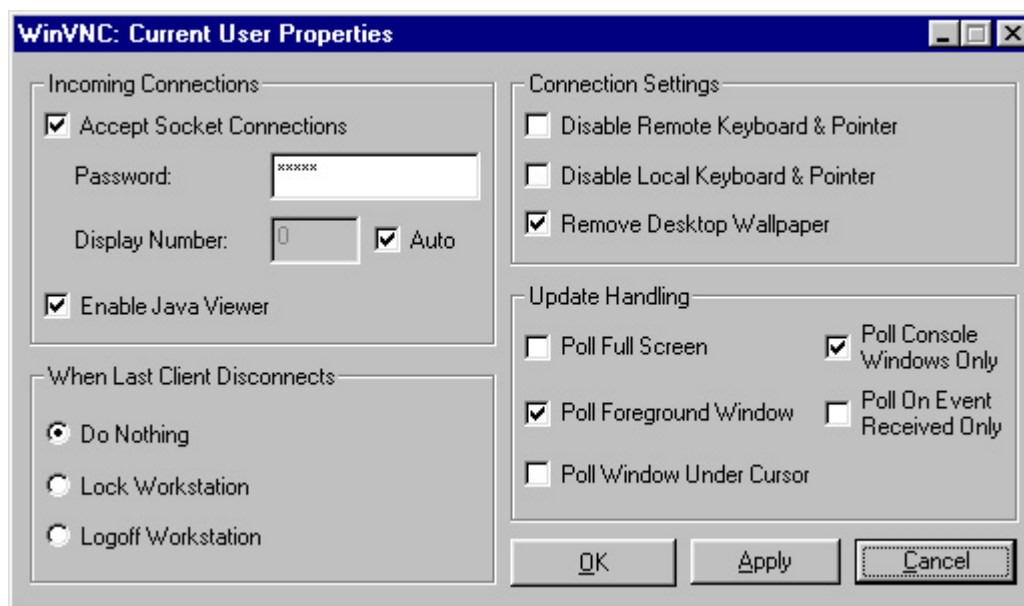 WinVNC: Current User Properties
Incoming Connections
Accept Socket Connections
Password: *****
Display Number: 0 Auto
Enable Java Viewer
When Last Client Disconnects
Do Nothing
Lock Workstation
Logoff Workstation
Connection Settings
Disable Remote Keyboard & Pointer
Disable Local Keyboard & Pointer
Remove Desktop Wallpaper
Update Handling
Poll Full Screen
Poll Console
Windows Only
Poll Foreground Window
Poll On Event
Received Only
Poll Window Under Cursor
OK Apply Cancel